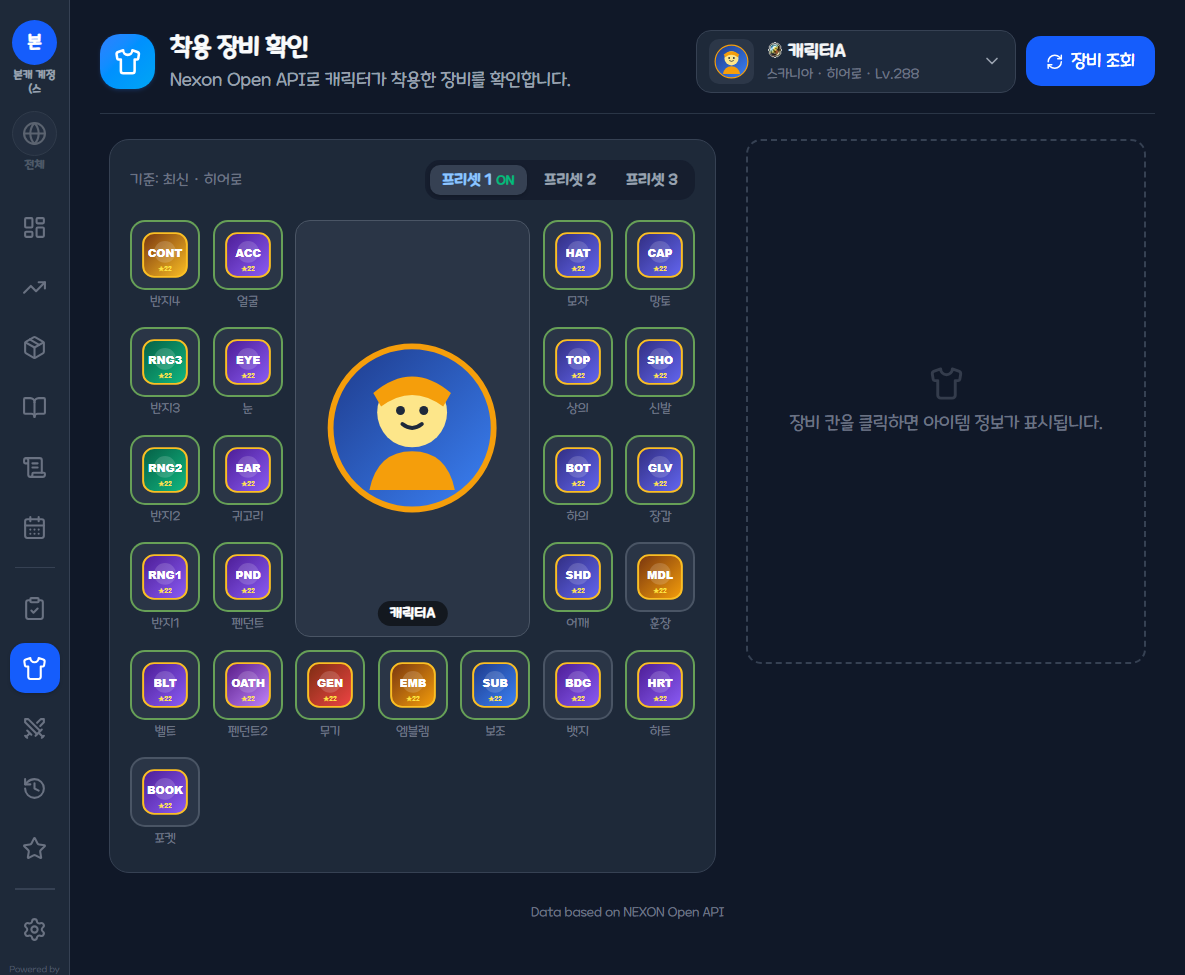 본
본캐 계정
(스
전체
Powered by
착용 장비 확인
Nexon Open API로 캐릭터가 착용한 장비를 확인합니다.
캐릭터A
스카니아 · 히어로 · Lv.288
장비 조회
기준: 최신 · 히어로
프리셋 1 ON 프리셋 2 프리셋 3
CONT ACC HAT CAP
★22 ★22 ★22 ★22
반지4 얼굴 모자 망토
RNG3 EYE TOP SHO
★22 ★22 ★22 ★22
반지3 눈 상의 신발
RNG2 EAR BOT GLV
★22 ★22 ★22 ★22
반지2 귀고리 하의 장갑
RNG1 PND SHD MDL
★22 ★22 ★22 ★22
반지1 펜던트 어깨 훈장
캐릭터A
BLT OATH GEN EMB SUB BDG HRT
★22 ★22 ★22 ★22 ★22 ★22 ★22
벨트 펜던트2 무기 엠블렘 보조 뱃지 하트
BOOK
★22
포켓
장비 칸을 클릭하면 아이템 정보가 표시됩니다.
Data based on NEXON Open API